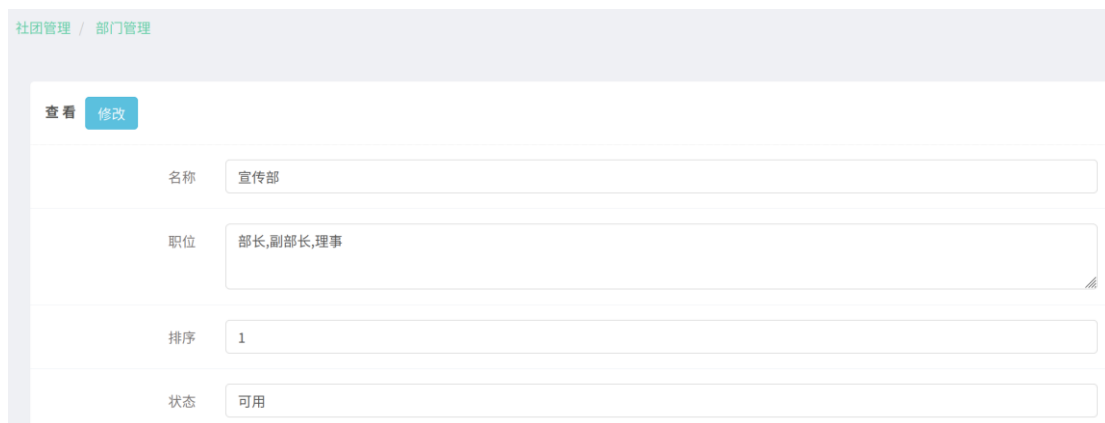 社团管理 / 部门管理
查看 修改
名称 宣传部
职位 部长,副部长,理事
排序 1
状态 可用